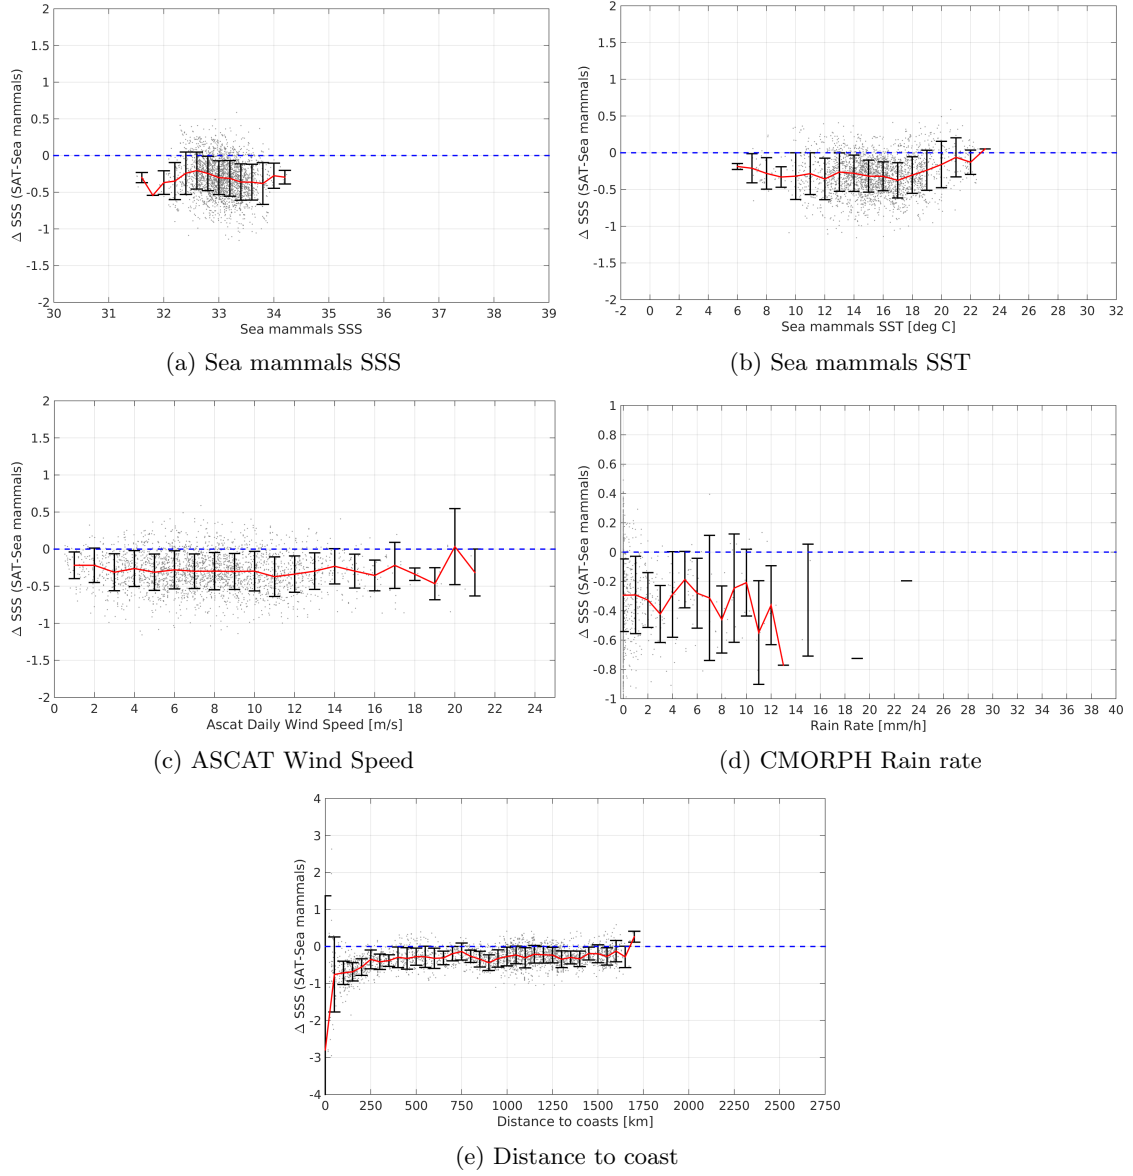 2
1.5
1
0.5
0
-0.5
-1
-1.5
-2
Δ SSS (SAT-Sea mammals)
30 31 32 33 34 35 36 37 38 39
Sea mammals SSS
(a) Sea mammals SSS
2
1.5
1
0.5
0
-0.5
-1
-1.5
-2
Δ SSS (SAT-Sea mammals)
-2 0 2 4 6 8 10 12 14 16 18 20 22 24 26 28 30 32
Sea mammals SST [deg C]
(b) Sea mammals SST
2
1.5
1
0.5
0
-0.5
-1
-1.5
-2
Δ SSS (SAT-Sea mammals)
0 2 4 6 8 10 12 14 16 18 20 22 24
Ascat Daily Wind Speed [m/s]
(c) ASCAT Wind Speed
1
0.8
0.6
0.4
0.2
0
-0.2
-0.4
-0.6
-0.8
-1
Δ SSS (SAT-Sea mammals)
0 2 4 6 8 10 12 14 16 18 20 22 24 26 28 30 32 34 36 38 40
Rain Rate [mm/h]
(d) CMORPH Rain rate
4
3
2
1
0
-1
-2
-3
-4
Δ SSS (SAT-Sea mammals)
0 250 500 750 1000 1250 1500 1750 2000 2250 2500 2750
Distance to coasts [km]
(e) Distance to coast